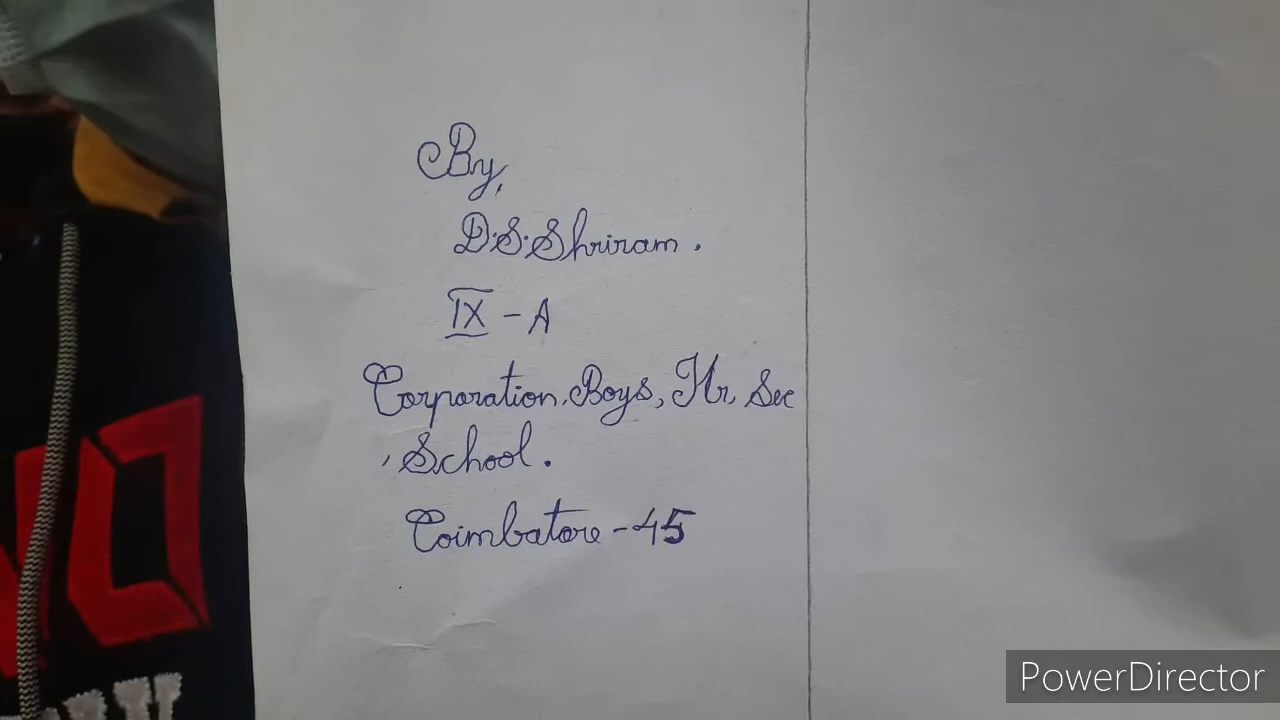 By,
D.S.Shriram.
IX - A
Corporation Boys, Hr, Sec
School.
Coimbatore - 45
PowerDirector